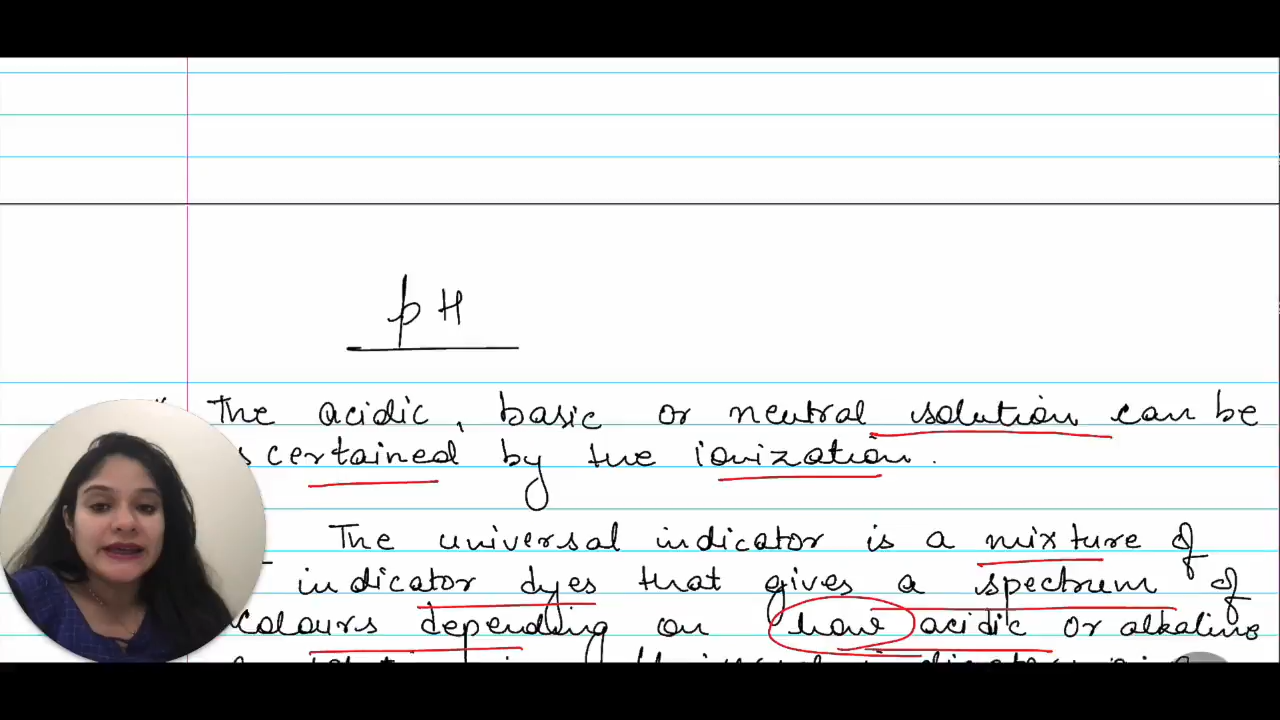 pH
The acidic, basic or neutral solution can be
certained by the ionization.
The universal indicator is a mixture of
indicator dyes that gives a spectrum of
colours depending on how acidic or alkaline